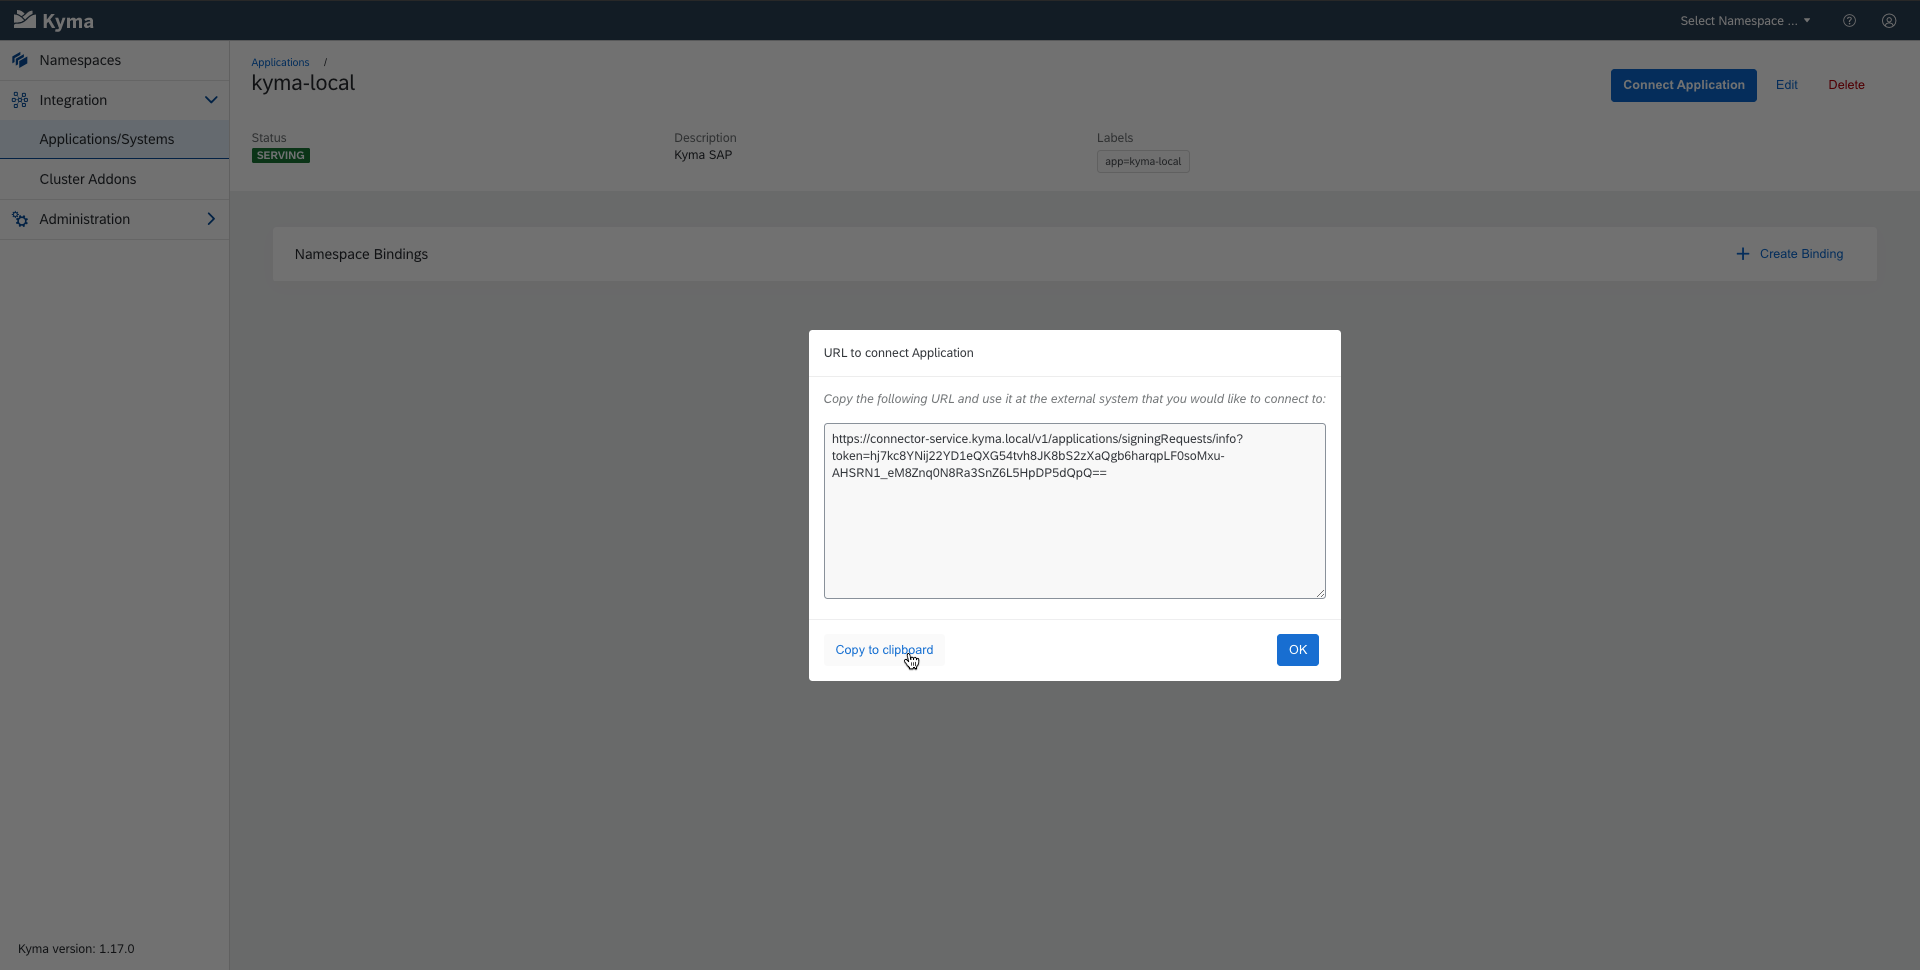 Kyma
Select Namespace ...
Namespaces
Integration
Applications/Systems
Cluster Addons
Administration
Applications /
kyma-local
Connect Application
Edit
Delete
Status
SERVING
Description
Kyma SAP
Labels
app=kyma-local
Namespace Bindings
+ Create Binding
URL to connect Application
Copy the following URL and use it at the external system that you would like to connect to:
https://connector-service.kyma.local/v1/applications/signingRequests/info?
token=hj7kc8YNij22YD1eQXG54tvh8JK8bS2zXaQgb6harqpLF0soMxu-
AHSRN1_eM8Znq0N8Ra3SnZ6L5HpDP5dQpQ==
Copy to clipboard
OK
Kyma version: 1.17.0